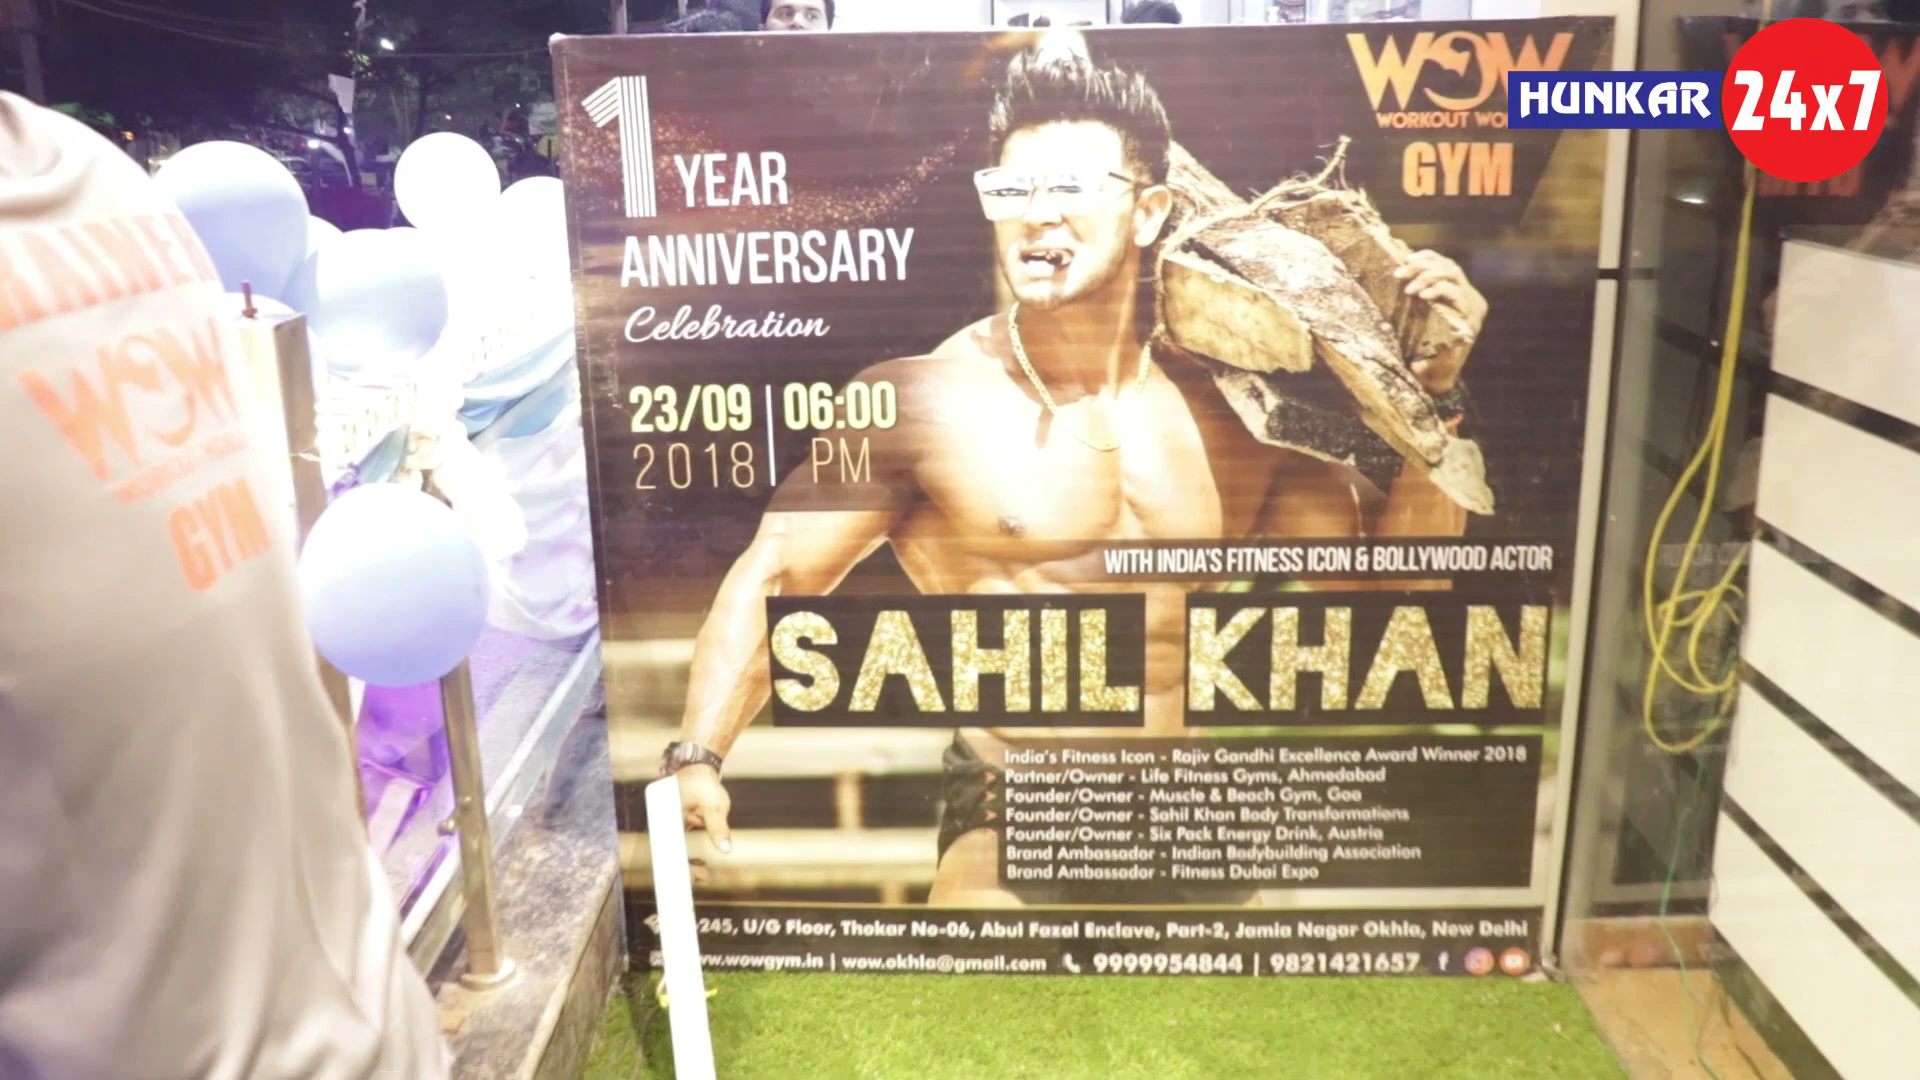 HUNKAR 24x7
WOW
WORKOUT WO
GYM
1 YEAR
ANNIVERSARY
Celebration
23/09 | 06:00
2018 | PM
WITH INDIA'S FITNESS ICON & BOLLYWOOD ACTOR
SAHIL KHAN
India's Fitness Icon - Rajiv Gandhi Excellence Award Winner 2018
Partner/Owner - Life Fitness Gyms, Ahmedabad
Founder/Owner - Muscle & Beach Gym, Goa
Founder/Owner - Sahil Khan Body Transformations
Founder/Owner - Six Pack Energy Drink, Austria
Brand Ambassador - Indian Bodybuilding Association
Brand Ambassador - Fitness Dubai Expo
245, U/G Floor, Thokar No-06, Abul Fazal Enclave, Part-2, Jamia Nagar Okhla, New Delhi
ww.wowgym.in | wow.okhla@gmail.com 9999954844 | 9821421657
RAINER
WOW
GYM